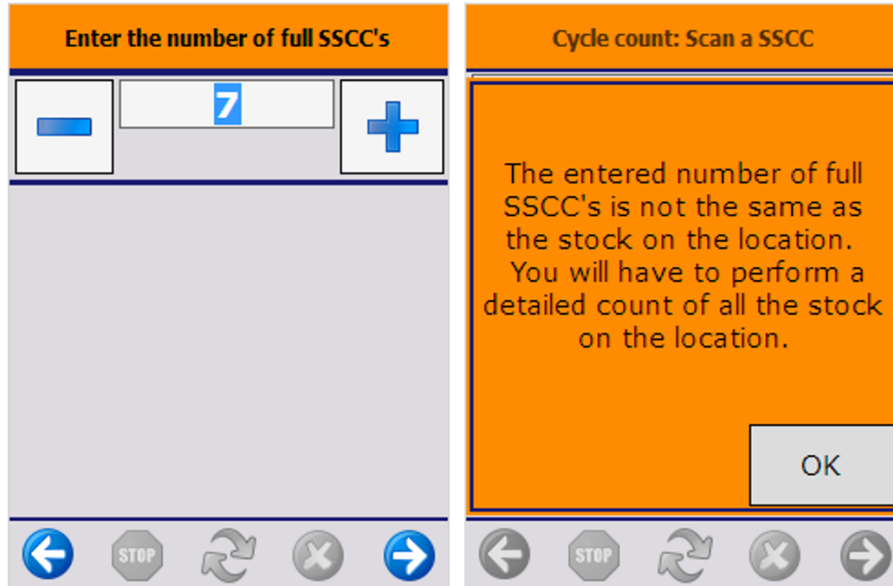 Enter the number of full SSCC's
7
STOP
Cycle count: Scan a SSCC
The entered number of full
SSCC's is not the same as
the stock on the location.
You will have to perform a
detailed count of all the stock
on the location.
OK
STOP